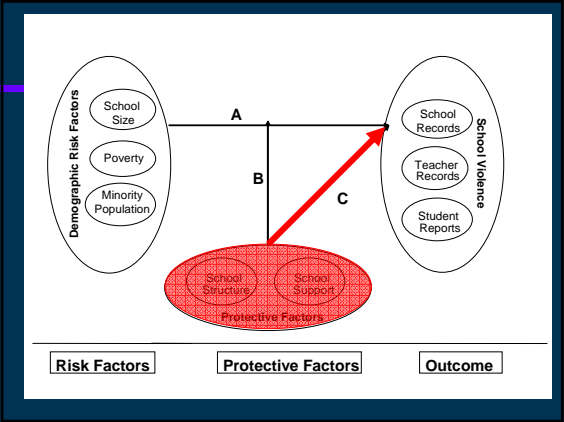 Demographic Risk Factors
School
Size
Poverty
Minority
Population
A
B
C
School
Records
Teacher
Records
Student
Reports
School Violence
School
Structure
School
Support
Protective Factors
Risk Factors
Protective Factors
Outcome